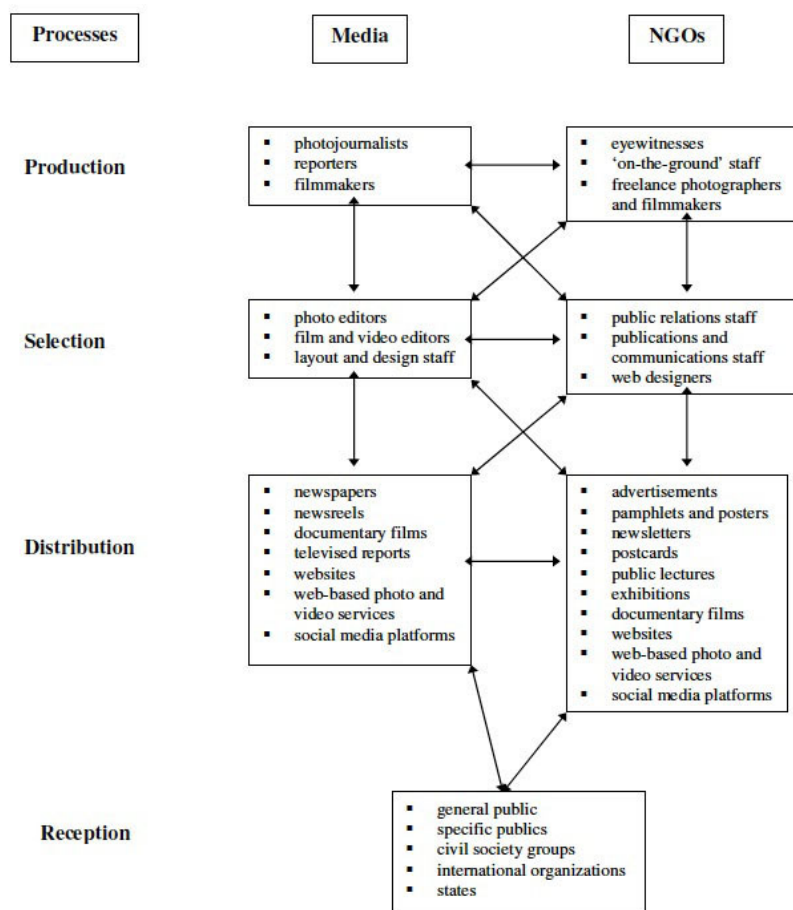 Processes
Media
NGOs
Production
▪ photojournalists
▪ reporters
▪ filmmakers
▪ eyewitnesses
▪ ‘on-the-ground’ staff
▪ freelance photographers
and filmmakers
Selection
▪ photo editors
▪ film and video editors
▪ layout and design staff
▪ public relations staff
▪ publications and
communications staff
▪ web designers
Distribution
▪ newspapers
▪ newsreels
▪ documentary films
▪ televised reports
▪ websites
▪ web-based photo and
video services
▪ social media platforms
▪ advertisements
▪ pamphlets and posters
▪ newsletters
▪ postcards
▪ public lectures
▪ exhibitions
▪ documentary films
▪ websites
▪ web-based photo and
video services
▪ social media platforms
Reception
▪ general public
▪ specific publics
▪ civil society groups
▪ international organizations
▪ states